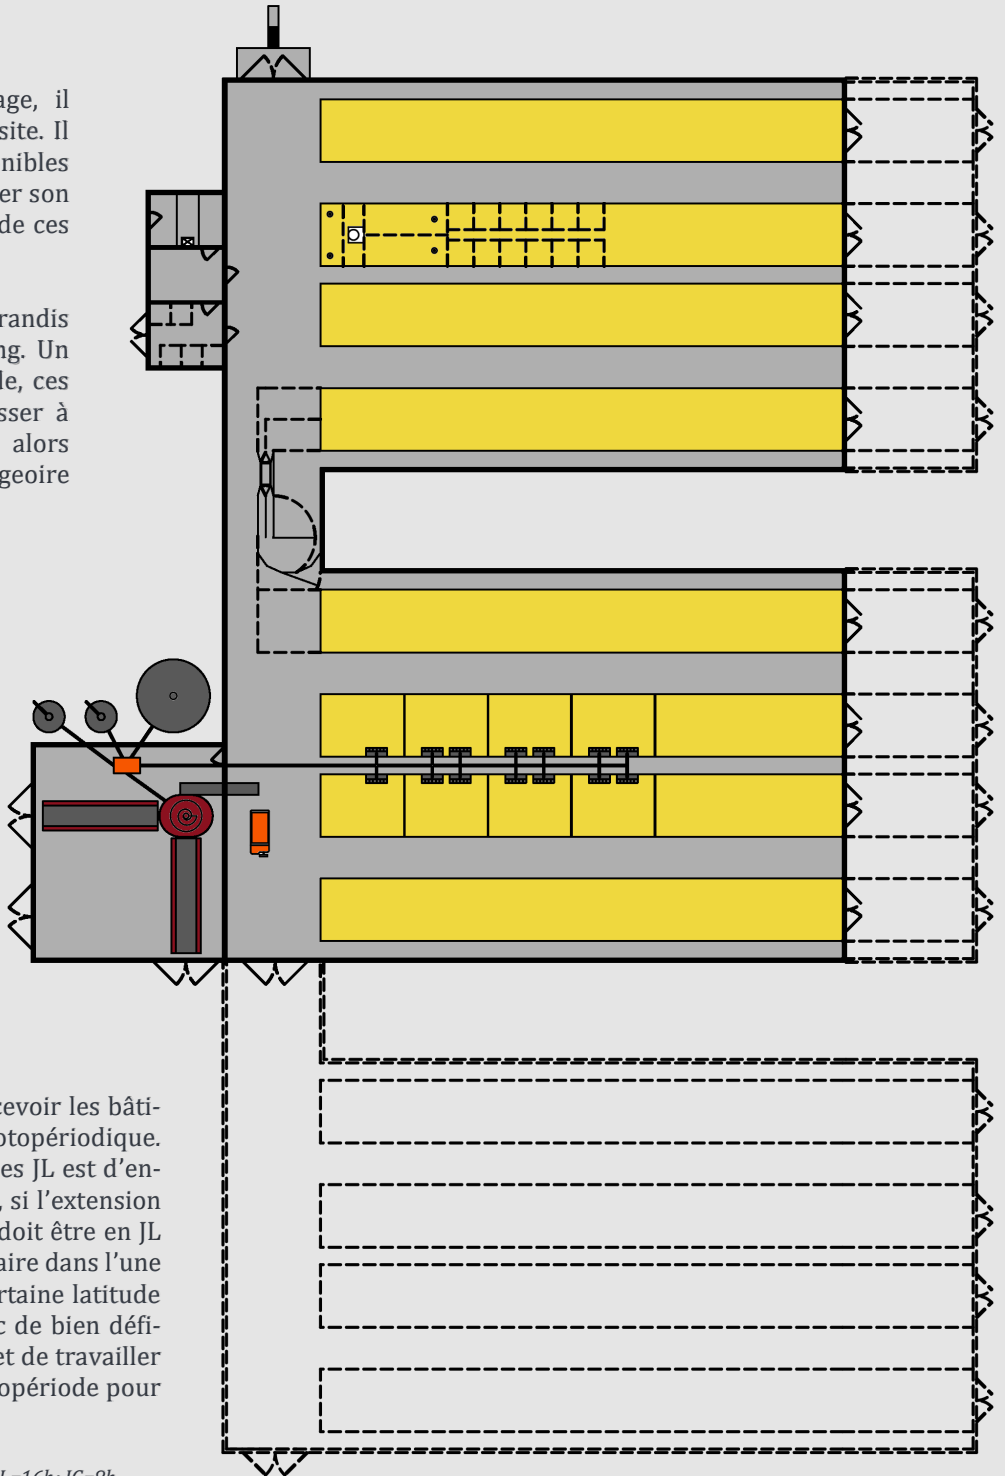 age, il
site. Il
onibles
er son
de ces
randis
ng. Un
le, ces
sser à
alors
geoire
cevoir les bâti-
otopériodique.
es JL est d'en-
, si l'extension
doit être en JL
aire dans l'une
rtaine latitude
c de bien défi-
et de travailler
opériode pour